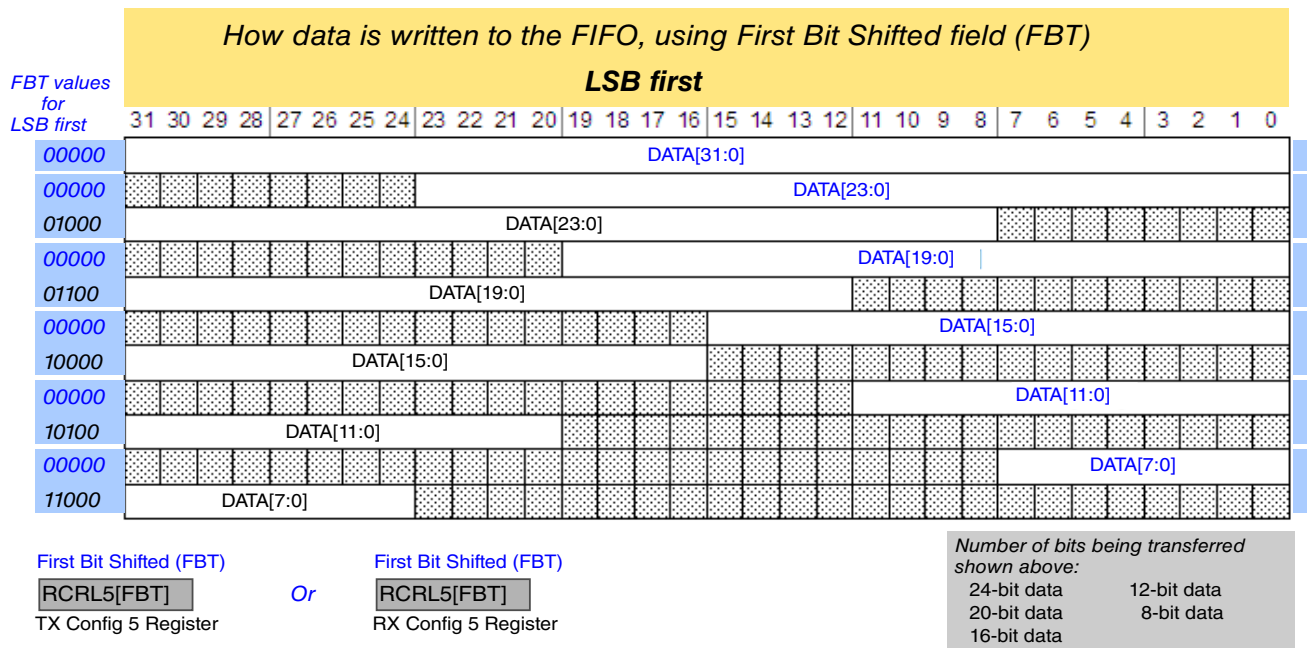 How data is written to the FIFO, using First Bit Shifted field (FBT)
LSB first
FBT values
for
LSB first
31 30 29 28 27 26 25 24 23 22 21 20 19 18 17 16 15 14 13 12 11 10 9 8 7 6 5 4 3 2 1 0
00000 DATA[31:0]
00000 DATA[23:0]
01000 DATA[23:0]
00000 DATA[19:0]
01100 DATA[19:0]
00000 DATA[15:0]
10000 DATA[15:0]
00000 DATA[11:0]
10100 DATA[11:0]
00000 DATA[7:0]
11000 DATA[7:0]
First Bit Shifted (FBT) First Bit Shifted (FBT)
RCRL5[FBT] Or RCRL5[FBT]
TX Config 5 Register RX Config 5 Register
Number of bits being transferred
shown above:
24-bit data 12-bit data
20-bit data 8-bit data
16-bit data